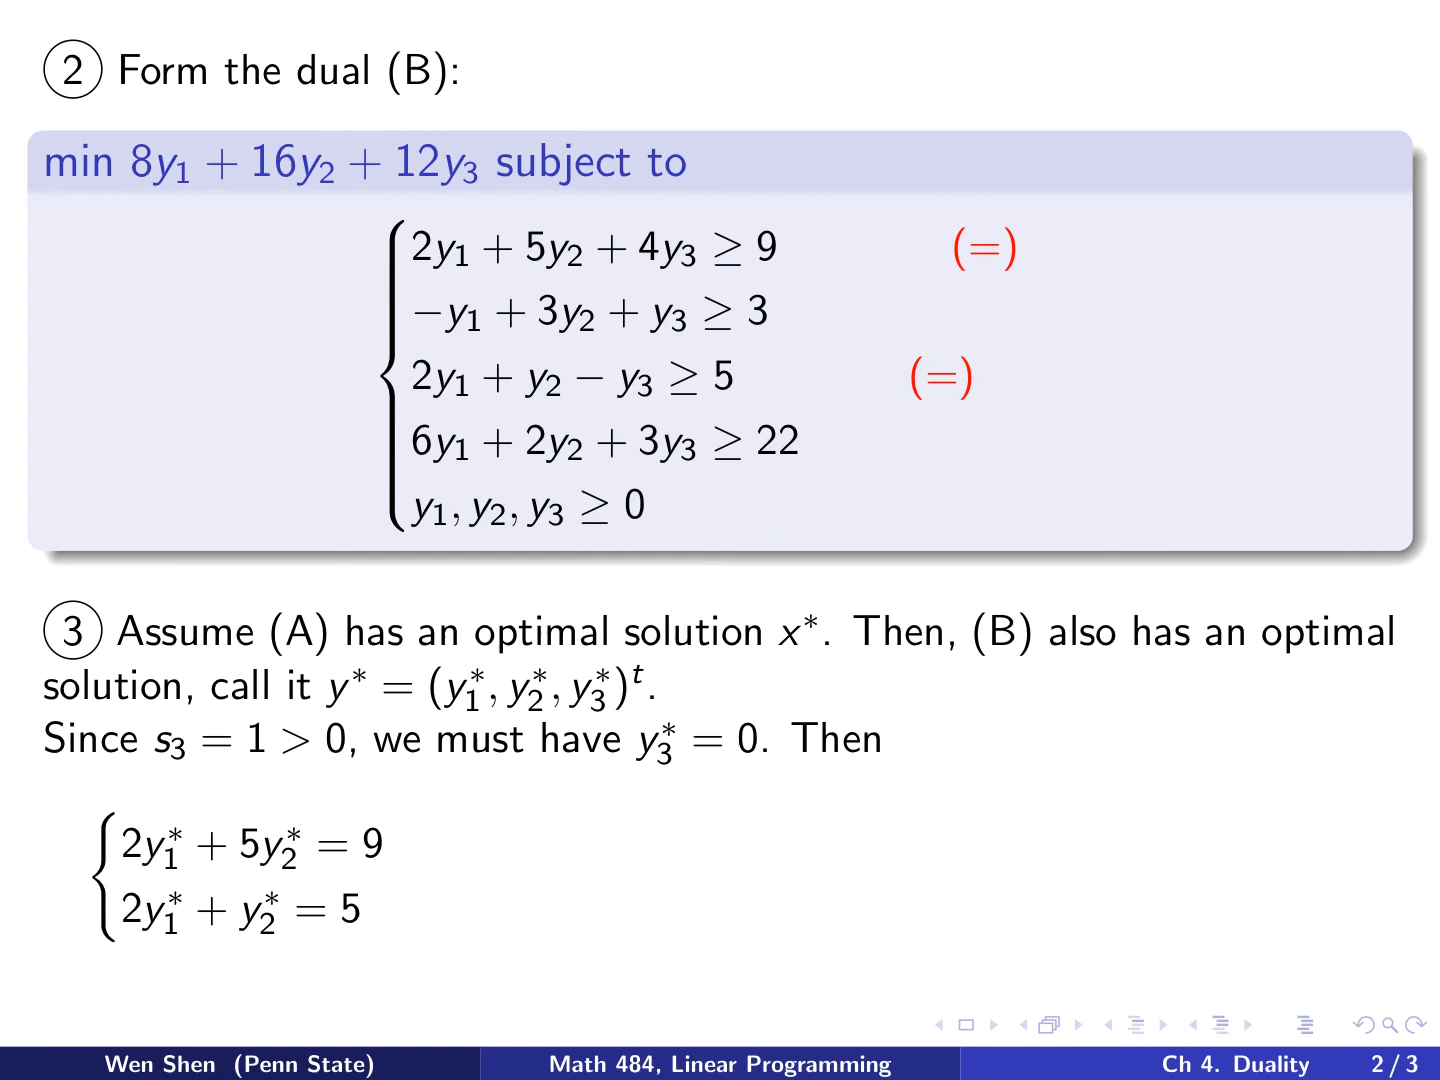 ② Form the dual (B):
min 8y₁ + 16y₂ + 12y₃ subject to
2y₁ + 5y₂ + 4y₃ ≥ 9 (=)
−y₁ + 3y₂ + y₃ ≥ 3
2y₁ + y₂ − y₃ ≥ 5 (=)
6y₁ + 2y₂ + 3y₃ ≥ 22
y₁, y₂, y₃ ≥ 0
③ Assume (A) has an optimal solution x*. Then, (B) also has an optimal
solution, call it y* = (y₁*, y₂*, y₃*)ᵗ.
Since s₃ = 1 > 0, we must have y₃* = 0. Then
2y₁* + 5y₂* = 9
2y₁* + y₂* = 5
Wen Shen (Penn State) Math 484, Linear Programming Ch 4. Duality 2 / 3